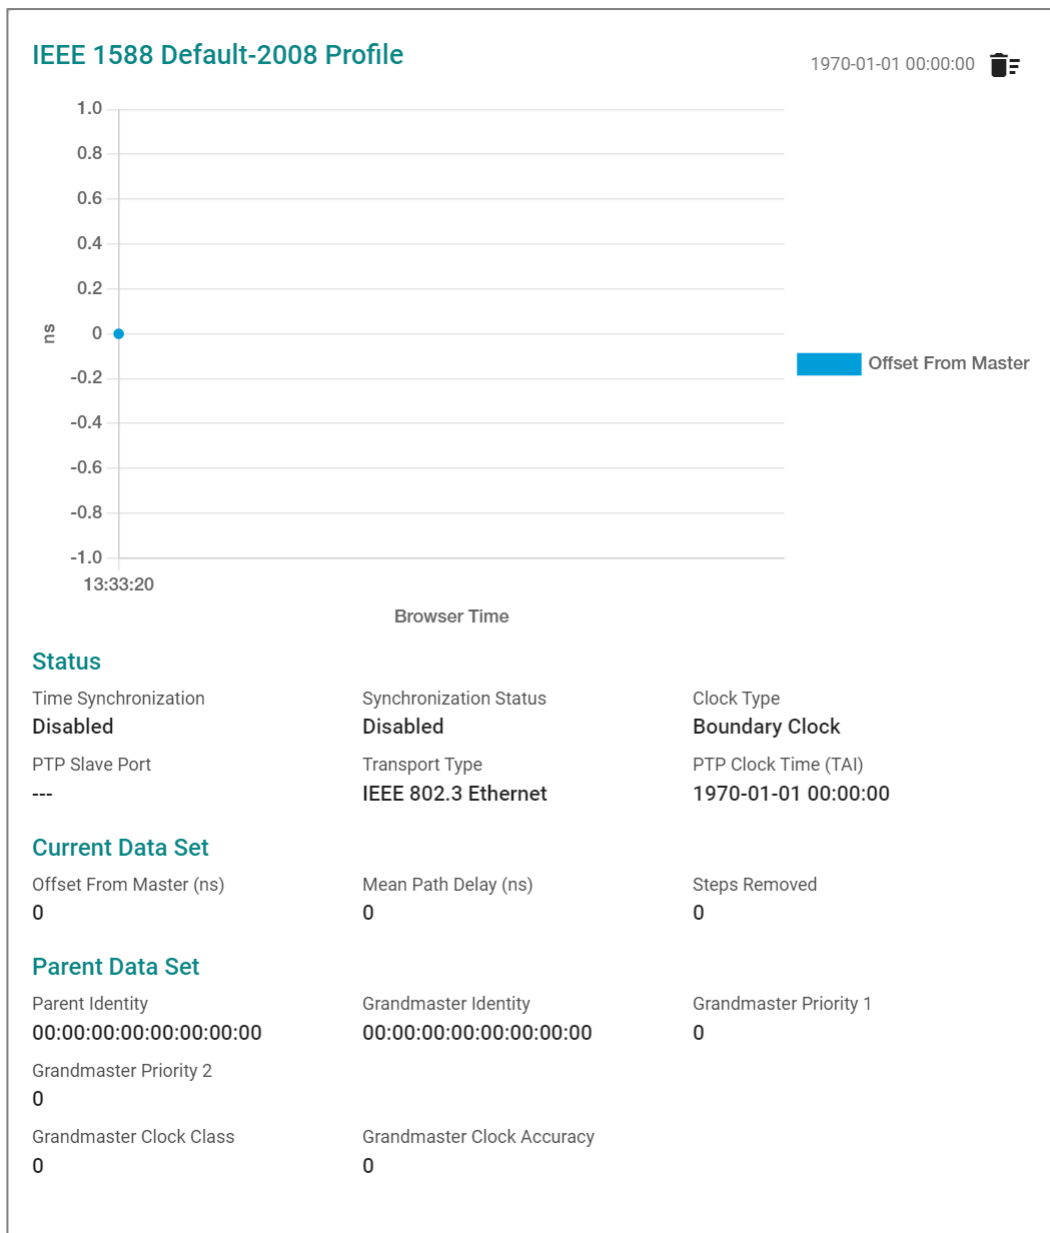 IEEE 1588 Default-2008 Profile
1970-01-01 00:00:00
1.0
0.8
0.6
0.4
0.2
0
-0.2
-0.4
-0.6
-0.8
-1.0
ns
Offset From Master
13:33:20
Browser Time
Status
Time Synchronization Synchronization Status Clock Type
Disabled Disabled Boundary Clock
PTP Slave Port Transport Type PTP Clock Time (TAI)
--- IEEE 802.3 Ethernet 1970-01-01 00:00:00
Current Data Set
Offset From Master (ns) Mean Path Delay (ns) Steps Removed
0 0 0
Parent Data Set
Parent Identity Grandmaster Identity Grandmaster Priority 1
00:00:00:00:00:00:00:00 00:00:00:00:00:00:00:00 0
Grandmaster Priority 2
0
Grandmaster Clock Class Grandmaster Clock Accuracy
0 0